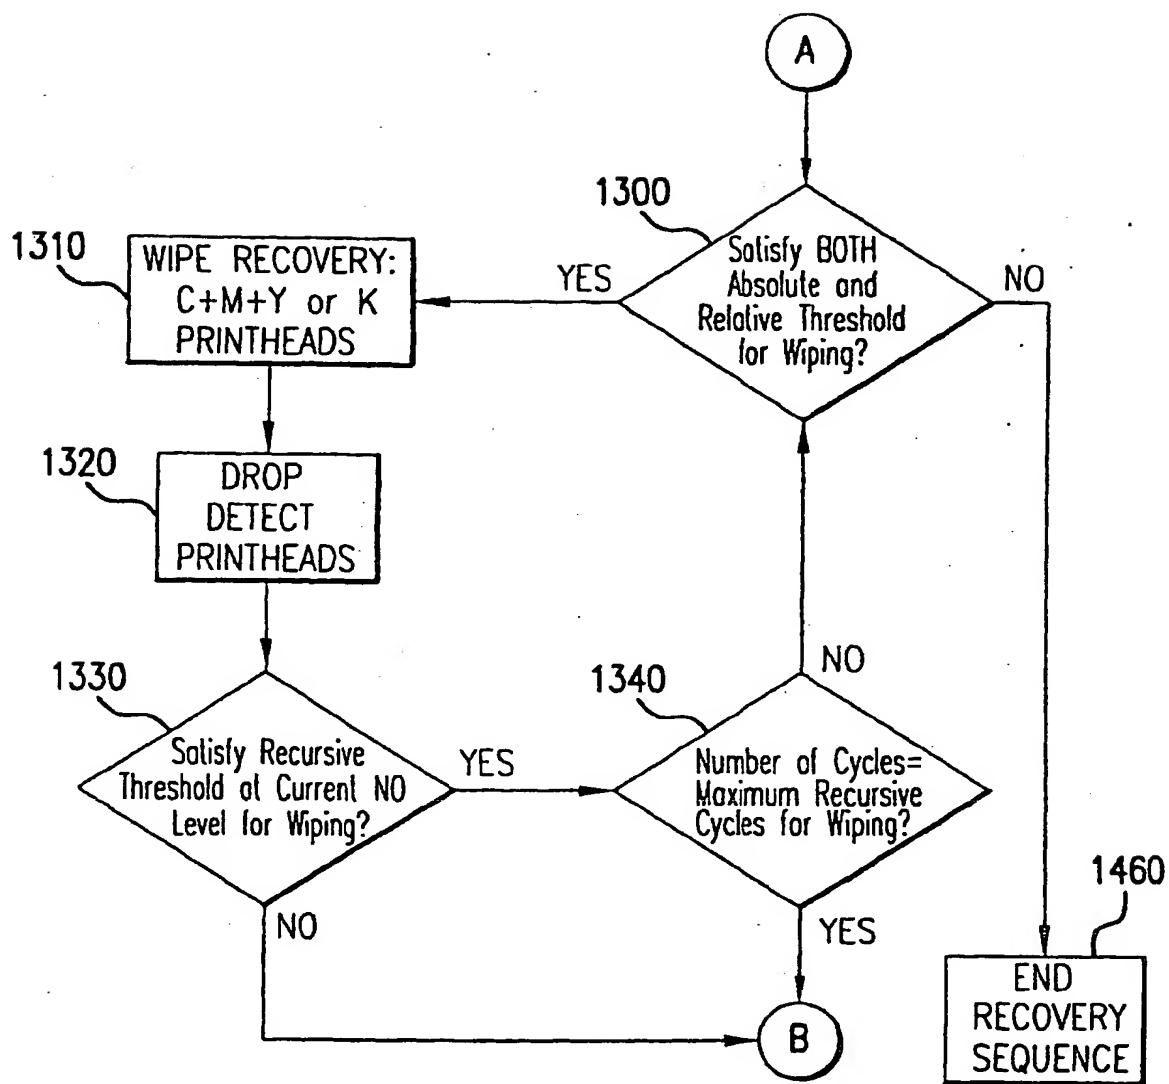 A
1300
Satisfy BOTH
Absolute and
Relative Threshold
for Wiping?
YES
NO
1310
WIPE RECOVERY:
C+M+Y or K
PRINTHEADS
1320
DROP
DETECT
PRINTHEADS
1330
Satisfy Recursive
Threshold at Current NO
Level for Wiping?
YES
NO
1340
Number of Cycles=
Maximum Recursive
Cycles for Wiping?
NO
YES
B
1460
END
RECOVERY
SEQUENCE